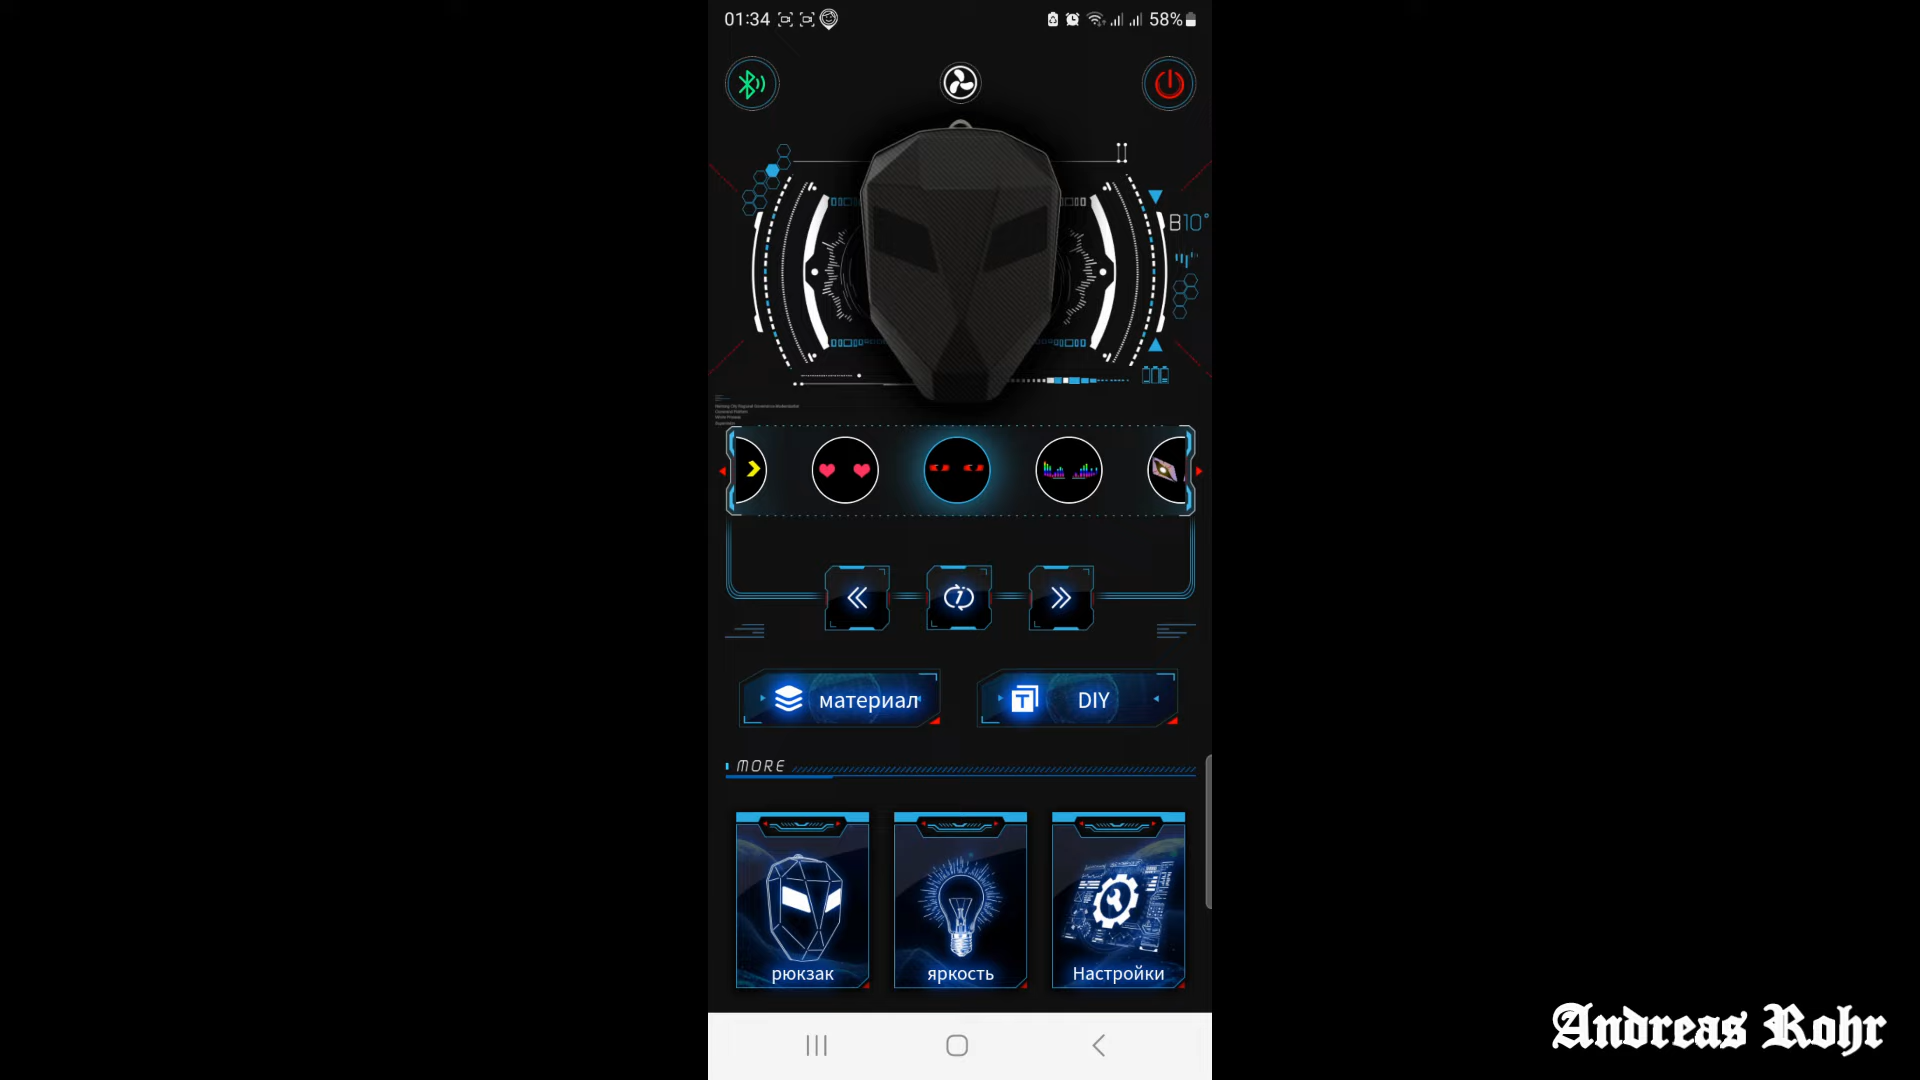 01:34
58%
B10°
материал
DIY
MORE
рюкзак
яркость
Настройки
Andreas Rohr